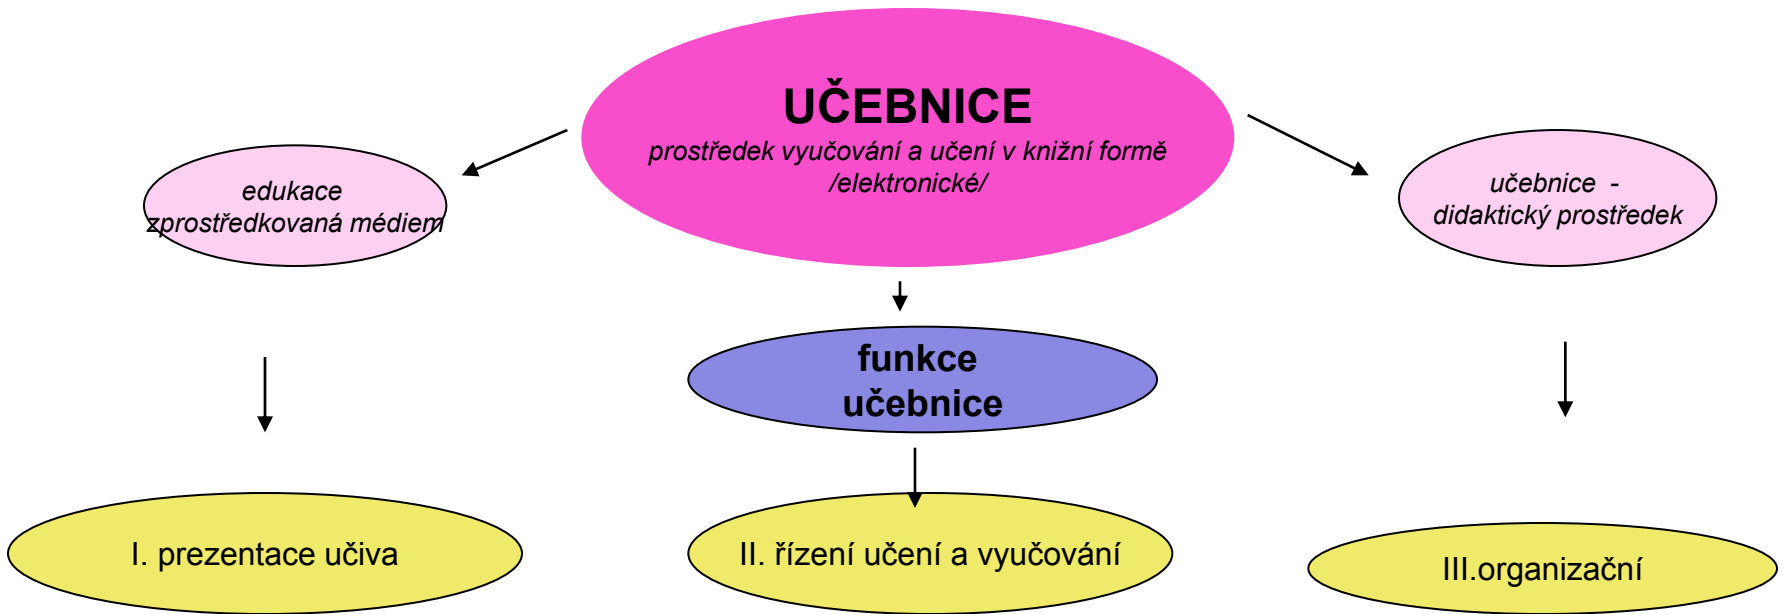 UČEBNICE
prostředek vyučování a učení v knižní formě
/elektronické/
edukace
zprostředkovaná médiem
učebnice -
didaktický prostředek
funkce
učebnice
I. prezentace učiva
II. řízení učení a vyučování
III.organizační